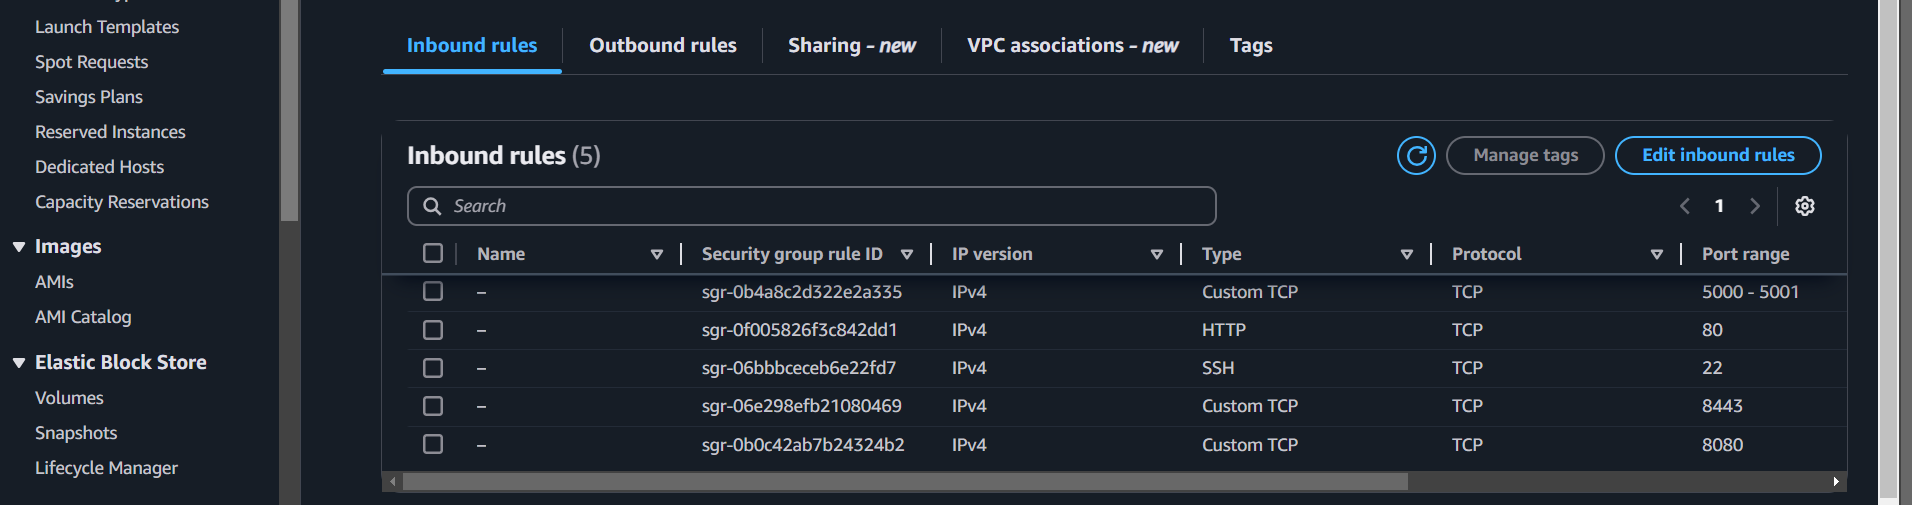 Launch Templates
Spot Requests
Savings Plans
Reserved Instances
Dedicated Hosts
Capacity Reservations
Images
AMIs
AMI Catalog
Elastic Block Store
Volumes
Snapshots
Lifecycle Manager
Inbound rules Outbound rules Sharing - new VPC associations - new Tags
Inbound rules (5) Manage tags Edit inbound rules
Search 1
Name Security group rule ID IP version Type Protocol Port range
– sgr-0b4a8c2d322e2a335 IPv4 Custom TCP TCP 5000 - 5001
– sgr-0f005826f3c842dd1 IPv4 HTTP TCP 80
– sgr-06bbbceceb6e22fd7 IPv4 SSH TCP 22
– sgr-06e298efb21080469 IPv4 Custom TCP TCP 8443
– sgr-0b0c42ab7b24324b2 IPv4 Custom TCP TCP 8080